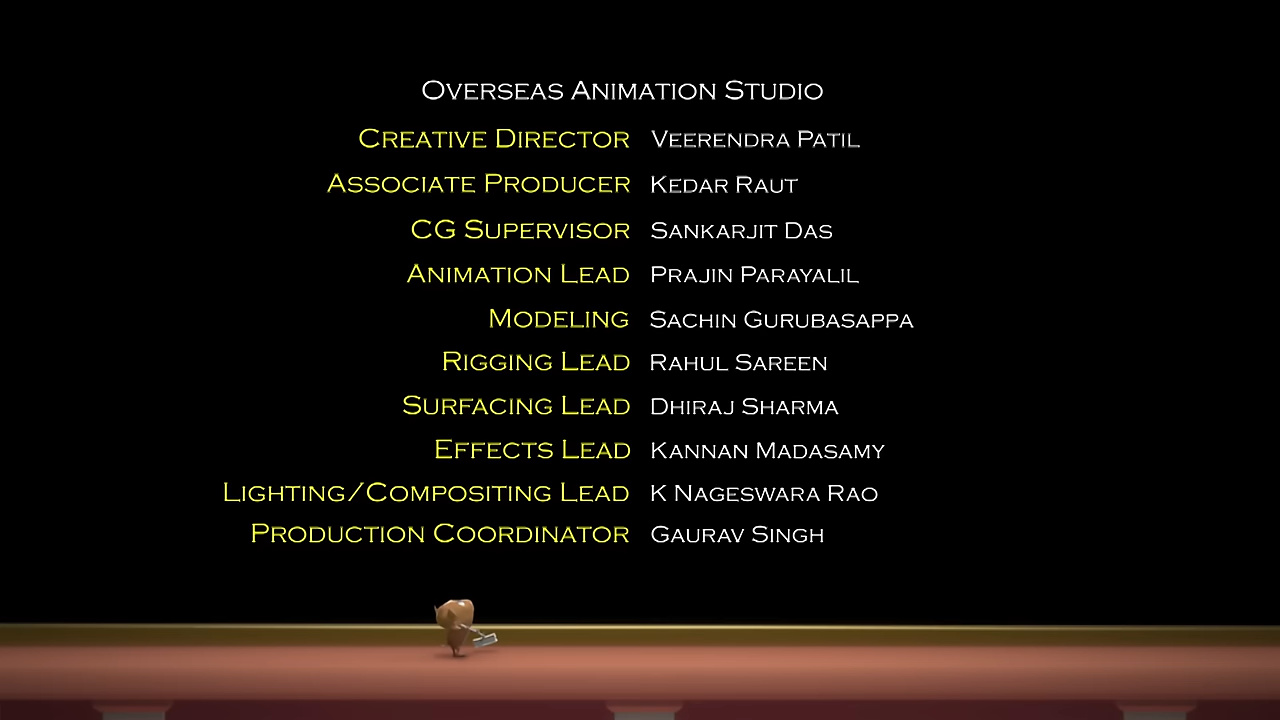 Overseas Animation Studio
Creative Director Veerendra Patil
Associate Producer Kedar Raut
CG Supervisor Sankarjit Das
Animation Lead Prajin Parayalil
Modeling Sachin Gurubasappa
Rigging Lead Rahul Sareen
Surfacing Lead Dhiraj Sharma
Effects Lead Kannan Madasamy
Lighting/Compositing Lead K Nageswara Rao
Production Coordinator Gaurav Singh